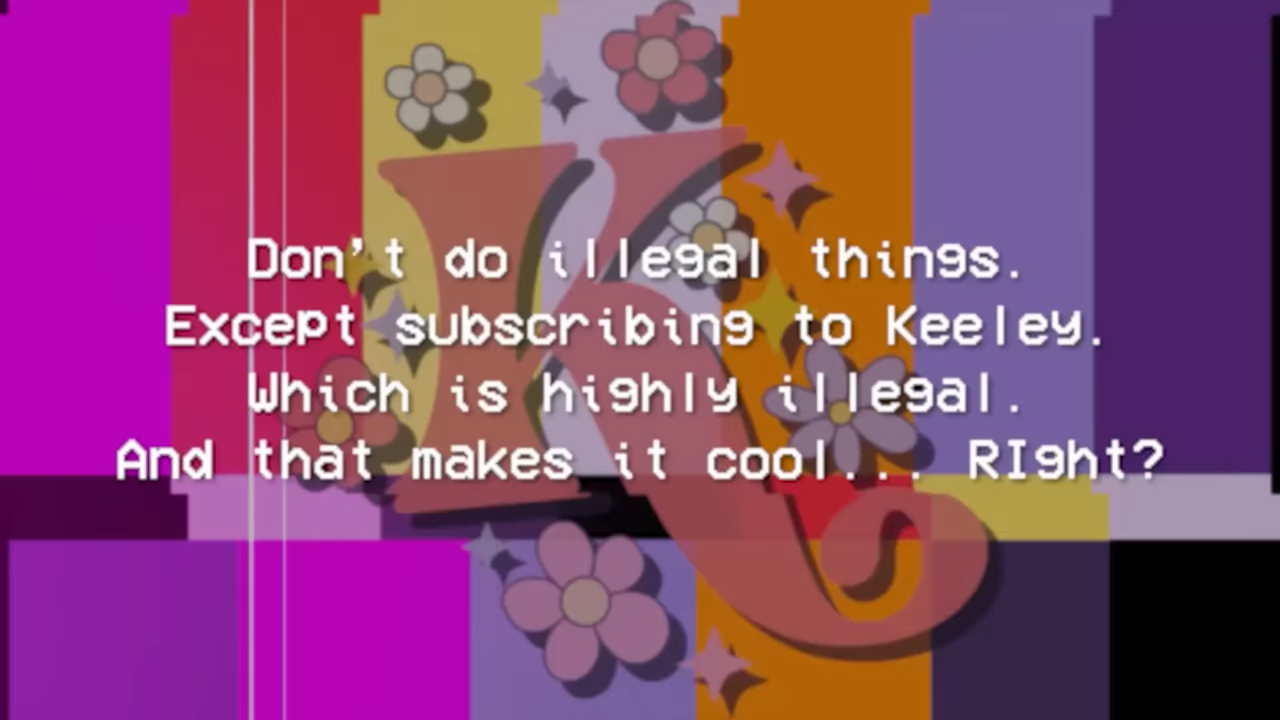 Don't do illegal things.
Except subscribing to Keeley.
Which is highly illegal.
And that makes it cool... RIght?
K